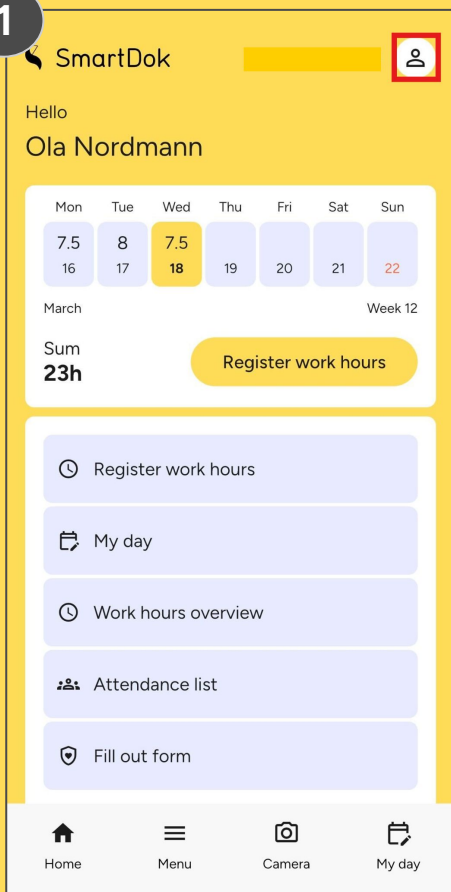 1
SmartDok
Hello
Ola Nordmann
Mon Tue Wed Thu Fri Sat Sun
7.5 8 7.5
16 17 18 19 20 21 22
March Week 12
Sum
23h
Register work hours
Register work hours
My day
Work hours overview
Attendance list
Fill out form
Home Menu Camera My day